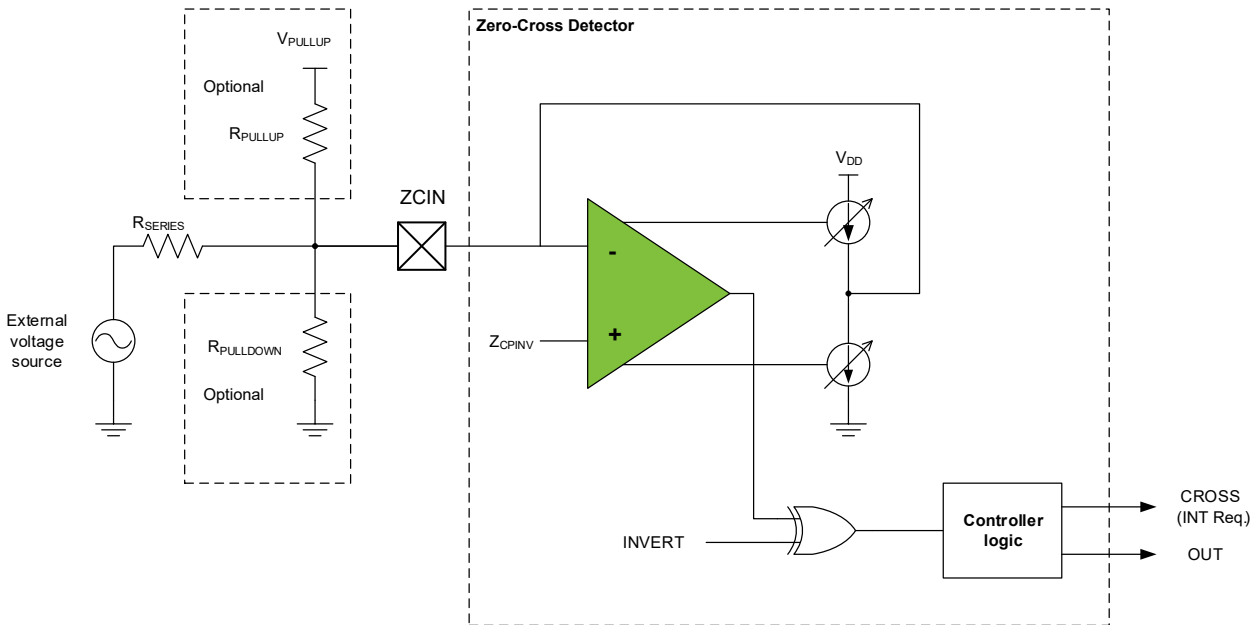 Zero-Cross Detector
VPULLUP
Optional
RPULLUP
VDD
ZCIN
RSERIES
-
External
voltage
source
+
ZCPINV
RPULLDOWN
Optional
CROSS
(INT Req.)
Controller
logic
INVERT
OUT